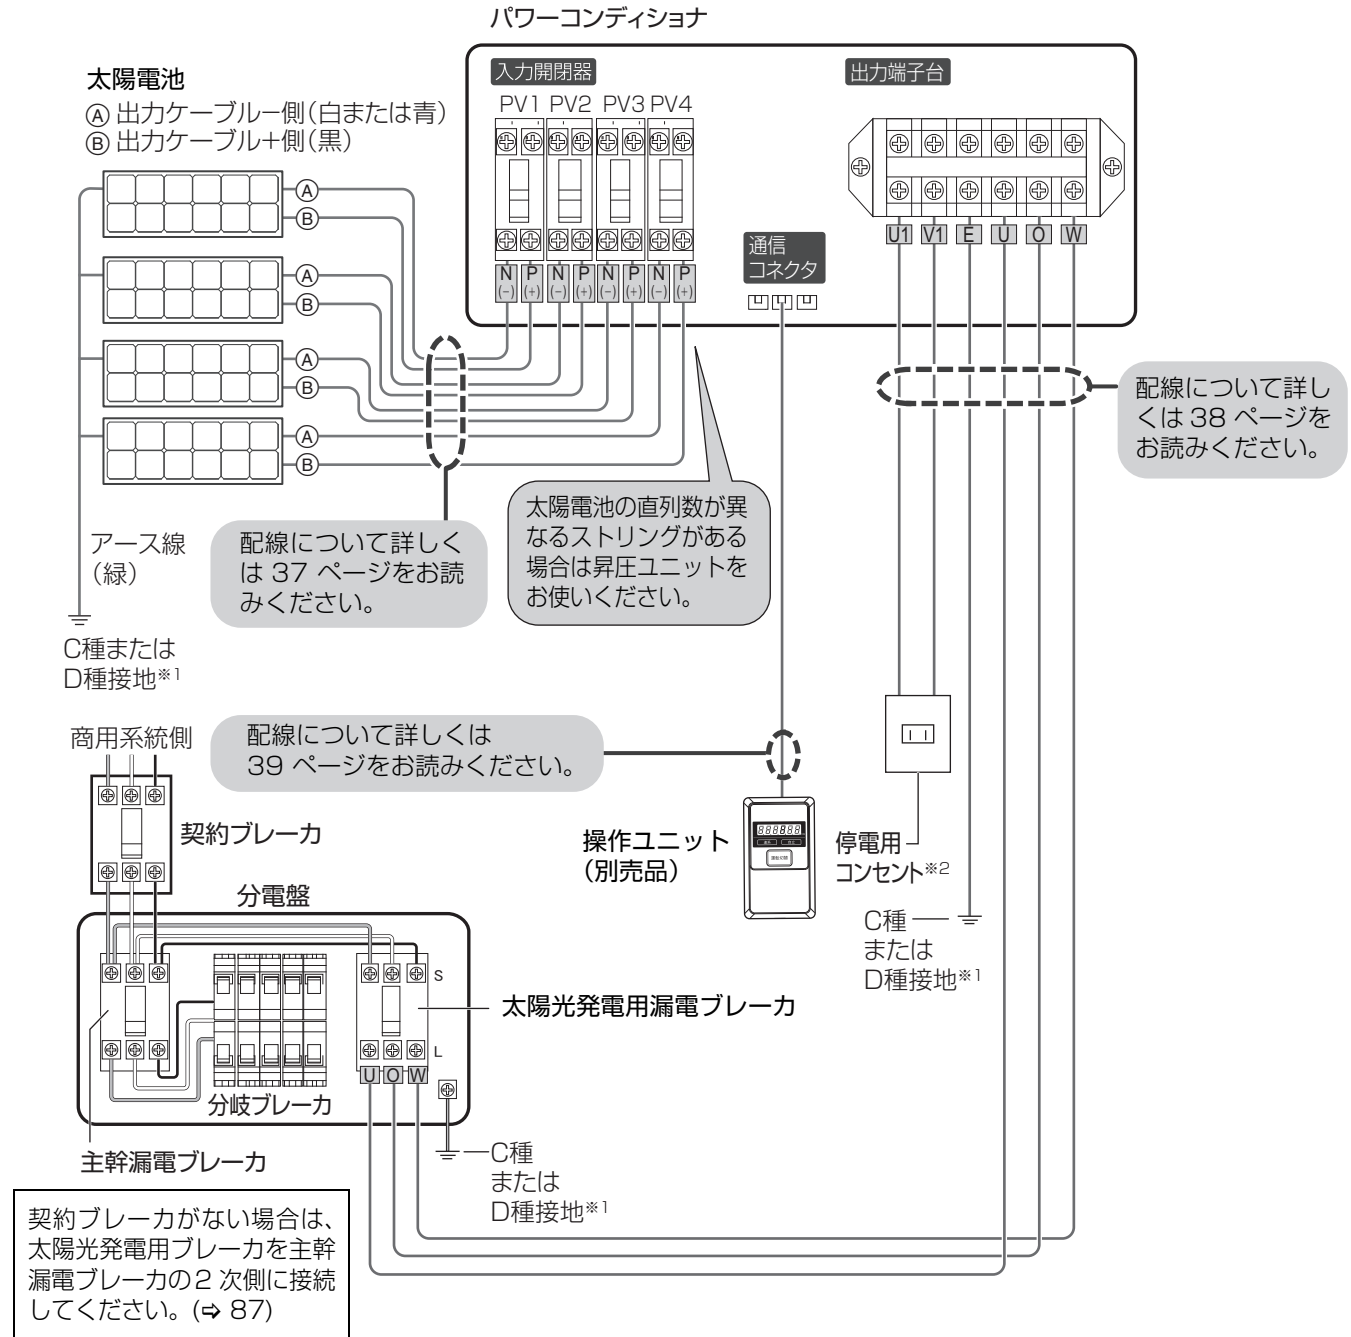 パワーコンディショナ
太陽電池
Ⓐ 出力ケーブルー側(白または青)
Ⓑ 出力ケーブル+側(黒)
入力開閉器
PV1 PV2 PV3 PV4
出力端子台
Ⓐ
Ⓑ
Ⓐ
Ⓑ
Ⓐ
Ⓑ
Ⓐ
Ⓑ
N P N P N P N P
(-) (+) (-) (+) (-) (+) (-) (+)
通信
コネクタ
U1 V1 E U O W
配線について詳し
くは 38 ページを
お読みください。
太陽電池の直列数が異
なるストリングがある
場合は昇圧ユニットを
お使いください。
配線について詳しく
は 37 ページをお読
みください。
アース線
(緑)
C種または
D種接地※1
商用系統側
配線について詳しくは
39 ページをお読みください。
契約ブレーカ
操作ユニット
(別売品)
停電用
コンセント※2
C種
または
D種接地※1
分電盤
S
L
太陽光発電用漏電ブレーカ
U O W
分岐ブレーカ
主幹漏電ブレーカ
C種
または
D種接地※1
契約ブレーカがない場合は、
太陽光発電用ブレーカを主幹
漏電ブレーカの2 次側に接続
してください。(⇨ 87)